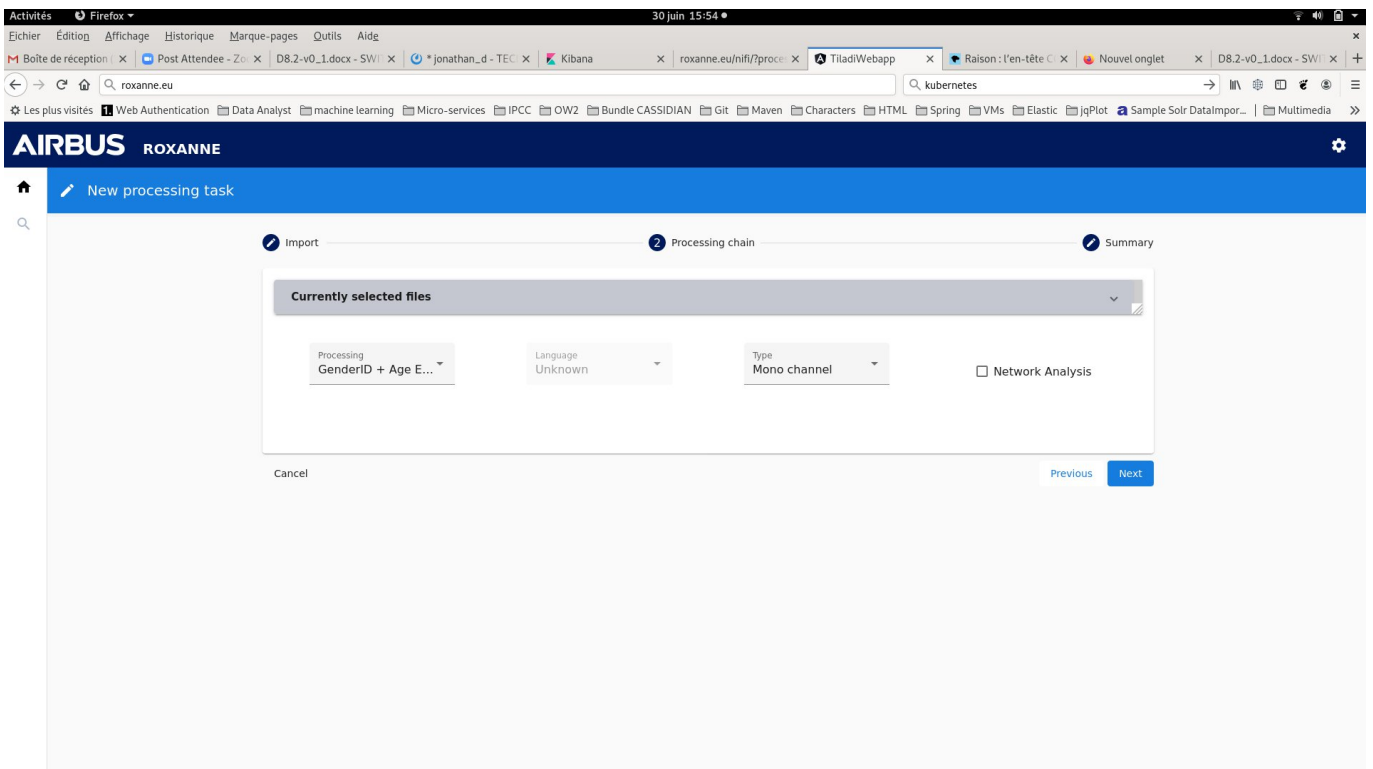 Activités Firefox 30 juin 15:54
Fichier Édition Affichage Historique Marque-pages Outils Aide
Boîte de réception Post Attendee - Zo D8.2-v0_1.docx - SWIT * jonathan_d - TEC Kibana roxanne.eu/nifi/?proce TiladiWebapp Raison : l'en-tête C Nouvel onglet D8.2-v0_1.docx - SWIT
roxanne.eu kubernetes
Les plus visités 1. Web Authentication Data Analyst machine learning Micro-services IPCC OW2 Bundle CASSIDIAN Git Maven Characters HTML Spring VMs Elastic jqPlot a Sample Solr DataImpor... Multimedia
AIRBUS ROXANNE
New processing task
Import 2 Processing chain Summary
Currently selected files
Processing Language Type
GenderID + Age E... Unknown Mono channel Network Analysis
Cancel Previous Next